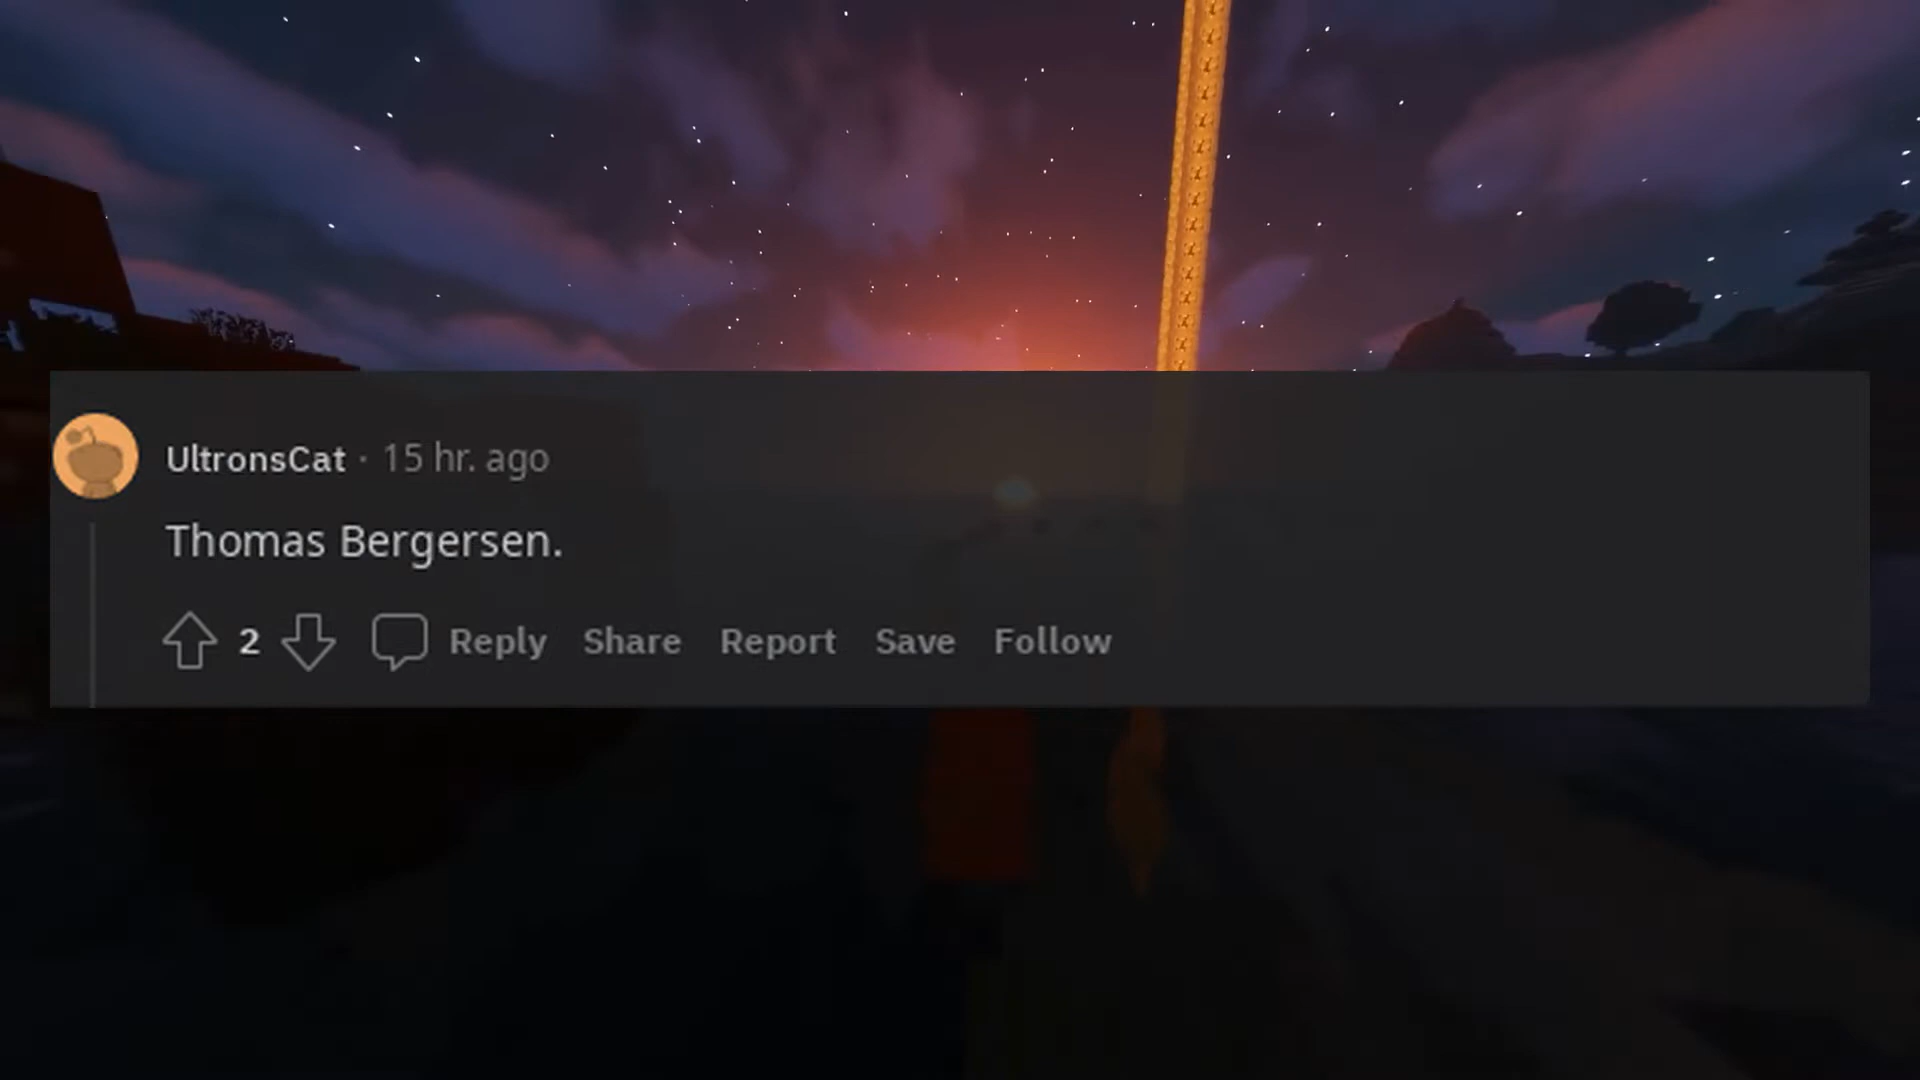 UltronsCat · 15 hr. ago
Thomas Bergersen.
2 Reply Share Report Save Follow